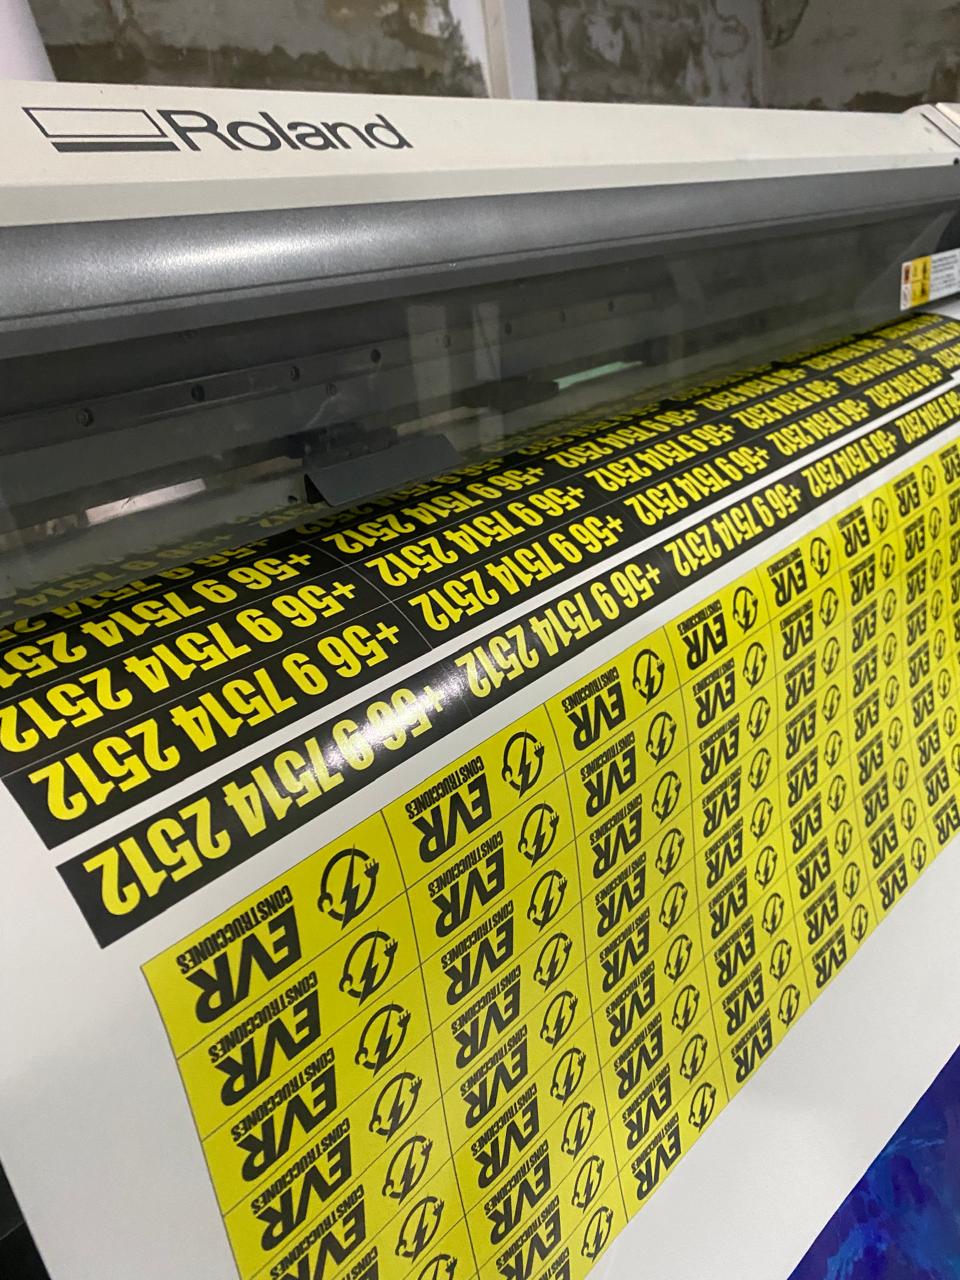 Roland
+56 9 7514 2512
EVR
CONSTRUCCIONES